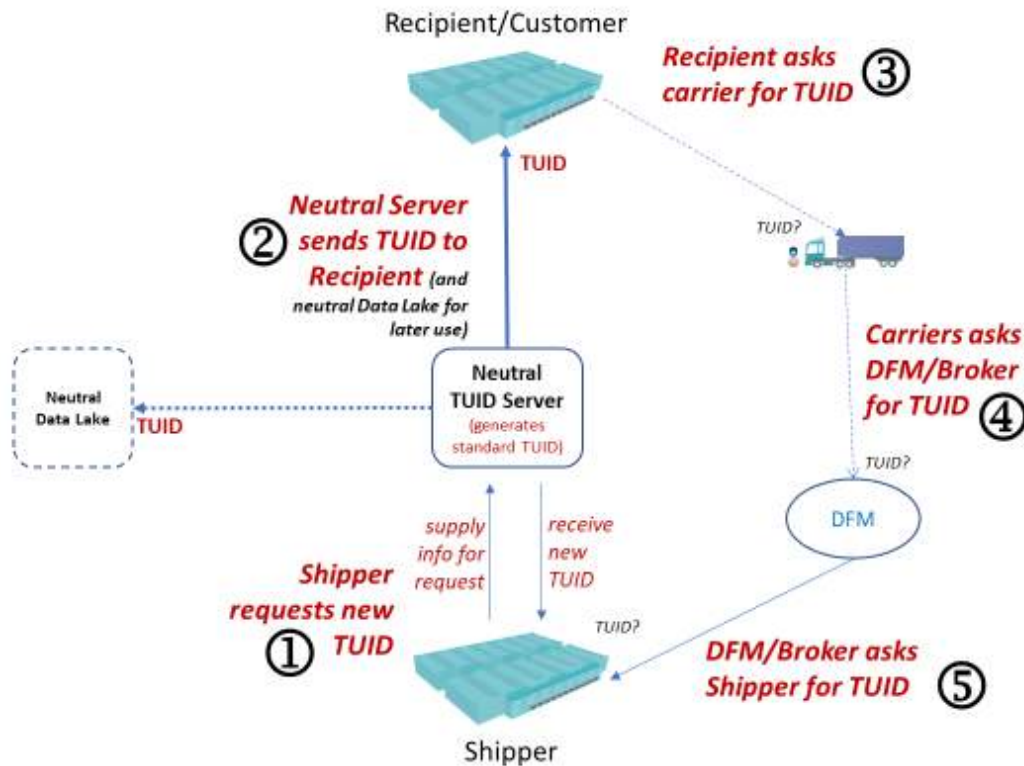 Recipient/Customer
Recipient asks
carrier for TUID
③
TUID
②
Neutral Server
sends TUID to
Recipient (and
neutral Data Lake for
later use)
TUID?
Carriers asks
DFM/Broker
for TUID
④
Neutral
Data Lake
TUID
Neutral
TUID Server
(generates
standard TUID)
TUID?
DFM
supply
info for
request
receive
new
TUID
Shipper
requests new
TUID
①
TUID?
DFM/Broker asks
Shipper for TUID
⑤
Shipper